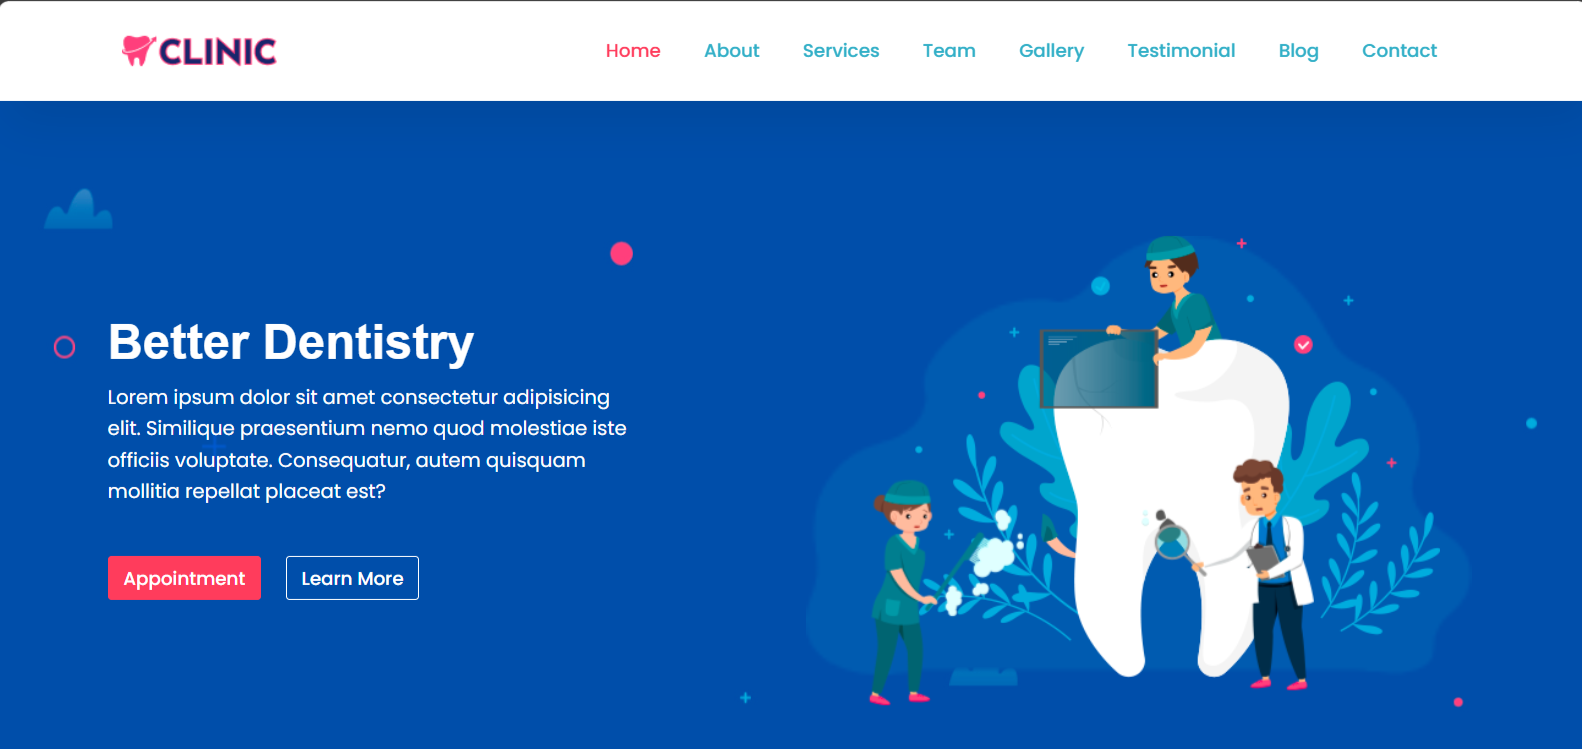 CLINIC
Home About Services Team Gallery Testimonial Blog Contact
Better Dentistry
Lorem ipsum dolor sit amet consectetur adipisicing
elit. Similique praesentium nemo quod molestiae iste
officiis voluptate. Consequatur, autem quisquam
mollitia repellat placeat est?
Appointment Learn More